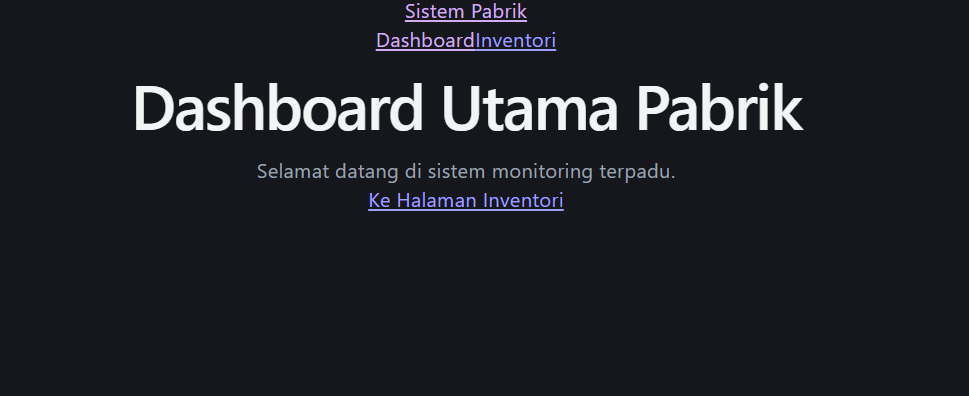 Sistem Pabrik
DashboardInventori
Dashboard Utama Pabrik
Selamat datang di sistem monitoring terpadu.
Ke Halaman Inventori